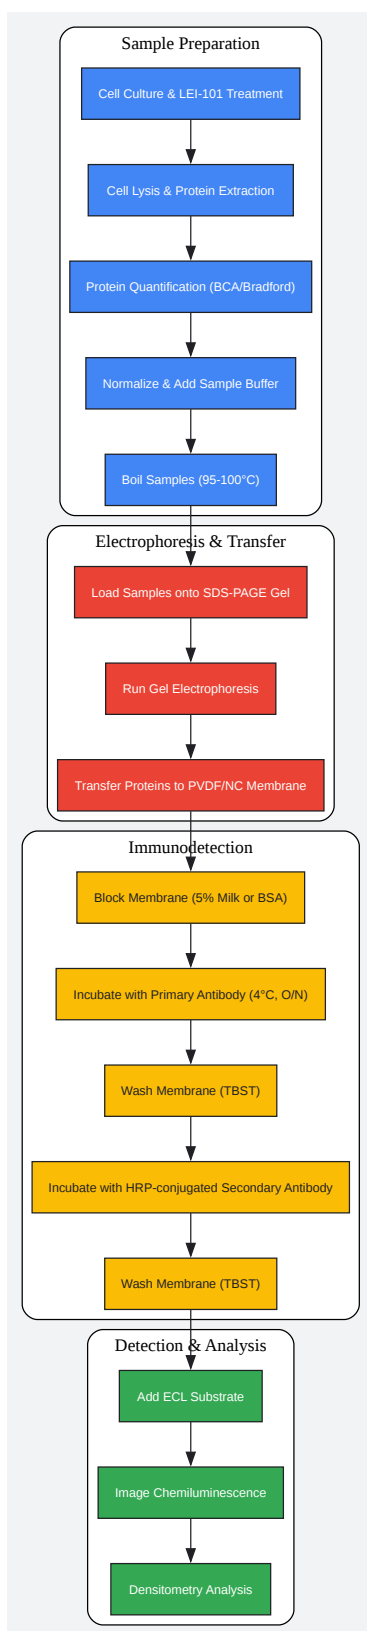 Sample Preparation
Cell Culture & LEI-101 Treatment
Cell Lysis & Protein Extraction
Protein Quantification (BCA/Bradford)
Normalize & Add Sample Buffer
Boil Samples (95-100°C)
Electrophoresis & Transfer
Load Samples onto SDS-PAGE Gel
Run Gel Electrophoresis
Transfer Proteins to PVDF/NC Membrane
Immunodetection
Block Membrane (5% Milk or BSA)
Incubate with Primary Antibody (4°C, O/N)
Wash Membrane (TBST)
Incubate with HRP-conjugated Secondary Antibody
Wash Membrane (TBST)
Detection & Analysis
Add ECL Substrate
Image Chemiluminescence
Densitometry Analysis